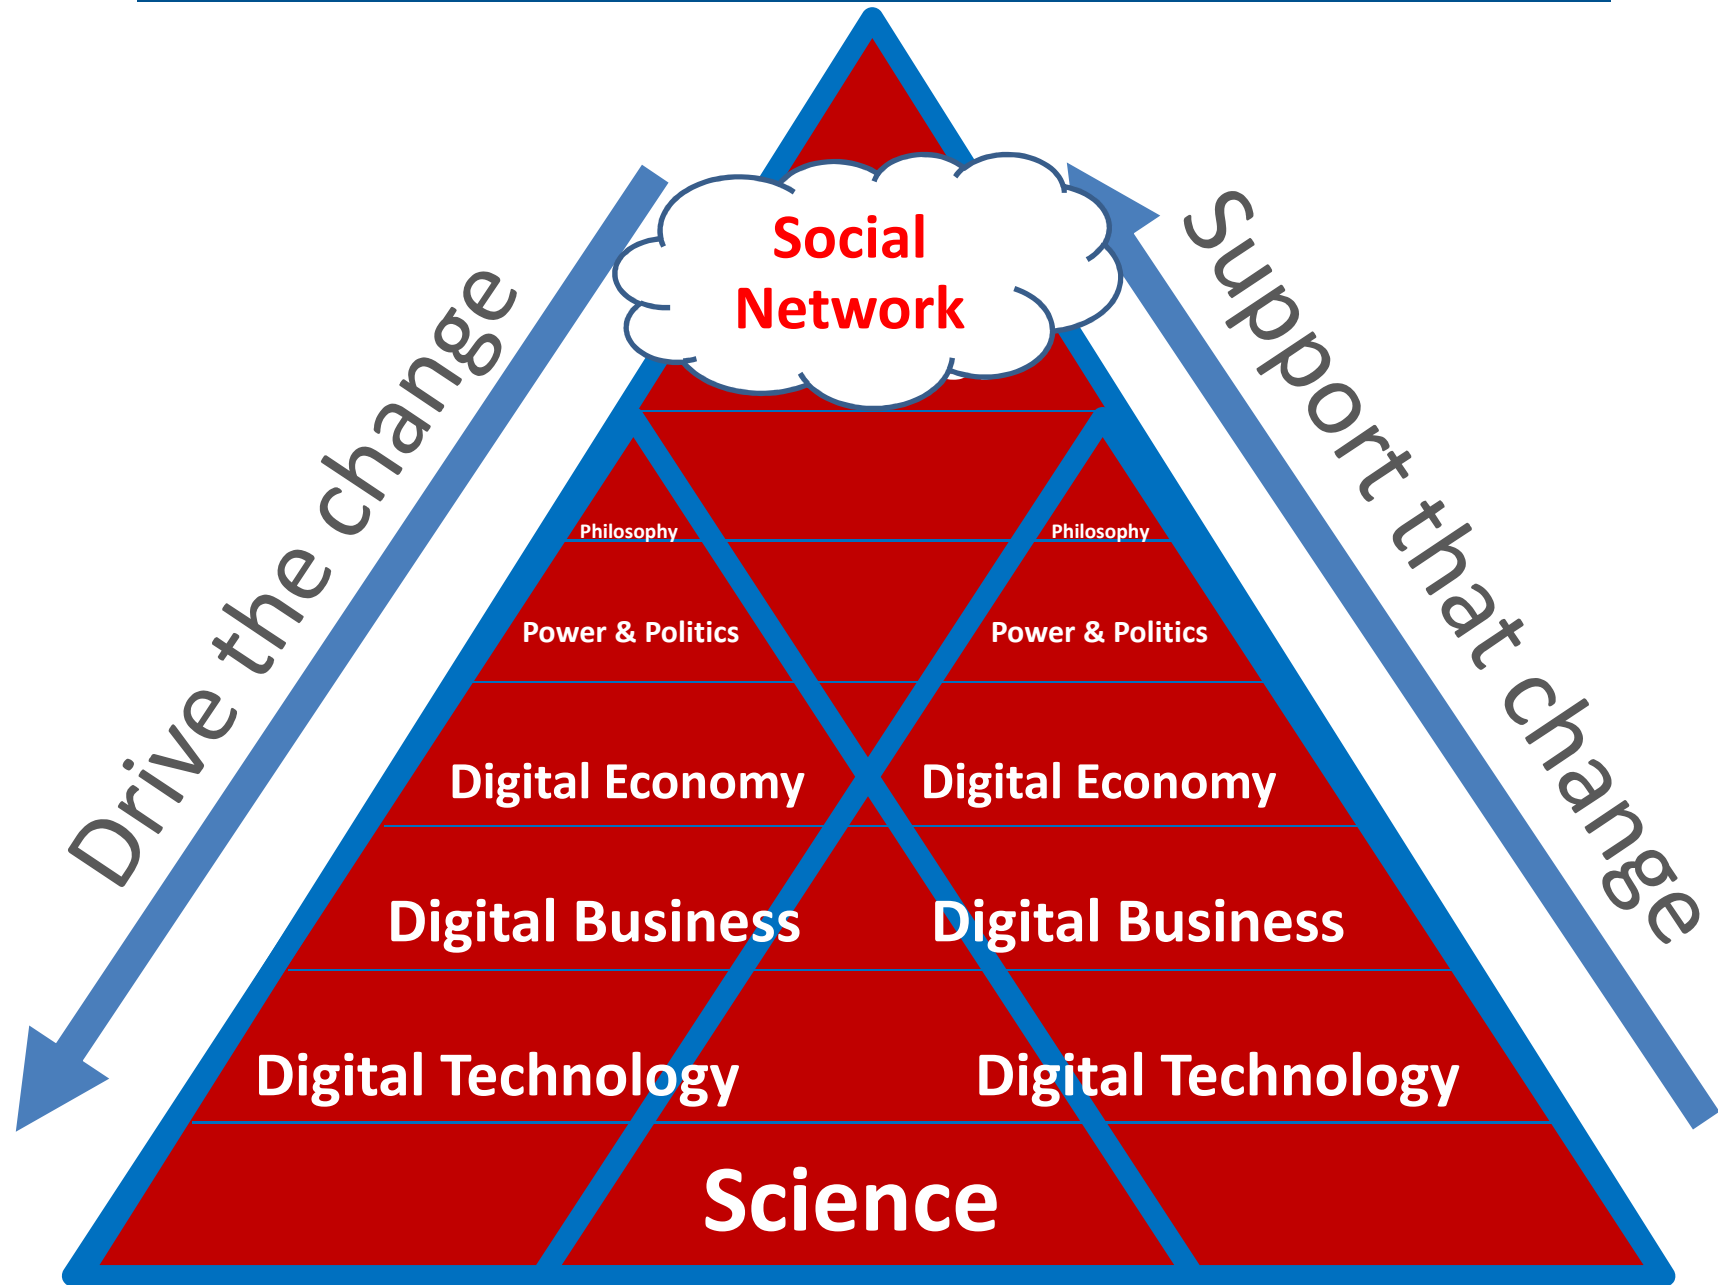 Social
Network
Drive the change
Support that change
Philosophy
Philosophy
Power & Politics
Power & Politics
Digital Economy
Digital Economy
Digital Business
Digital Business
Digital Technology
Digital Technology
Science